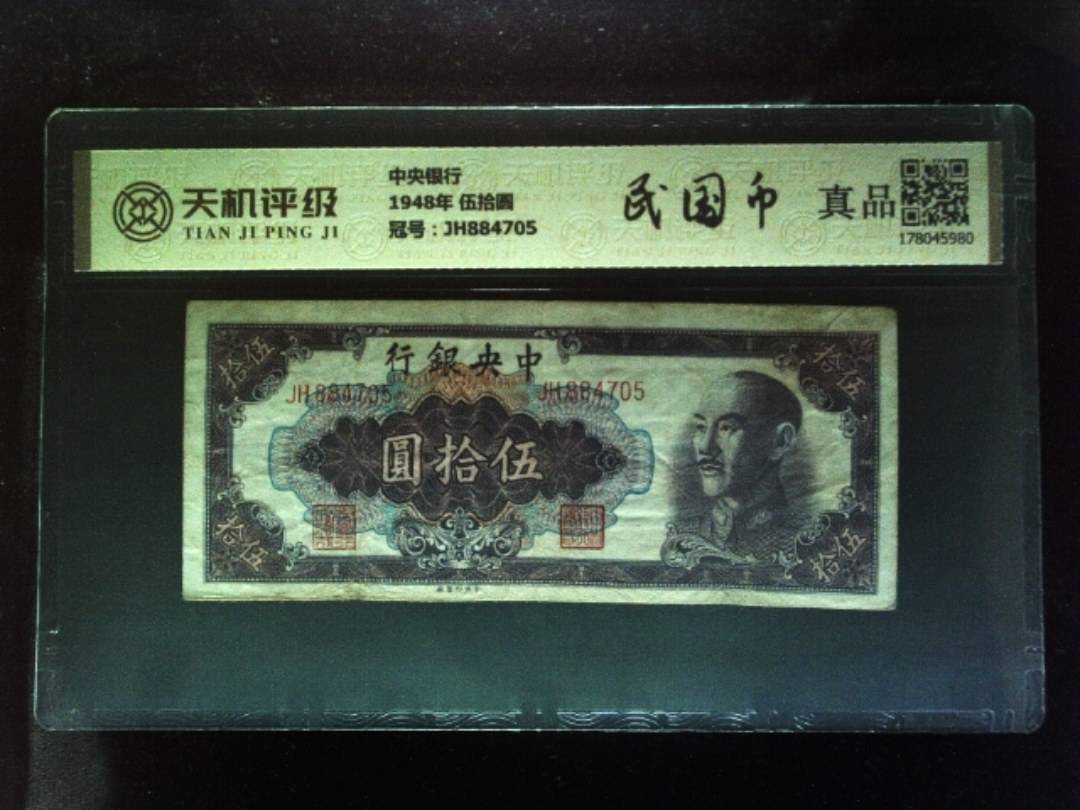 天机评级
TIAN JI PING JI
中央银行
1948年 伍拾圆
冠号：JH884705
民国币
真品
178045980
行銀央中
JH884705
JH884705
圓拾伍
拾伍
拾伍
拾伍
拾伍